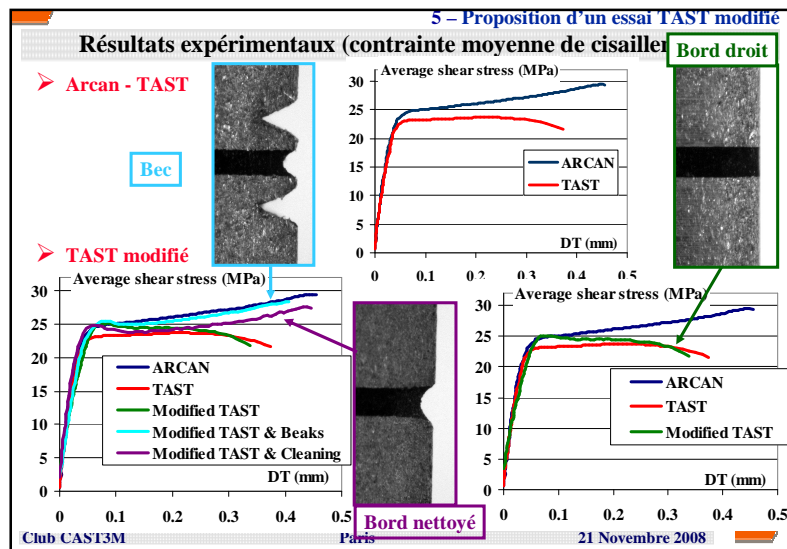 5 – Proposition d'un essai TAST modifié
Résultats expérimentaux (contrainte moyenne de cisaillem
Bord droit
➤ Arcan - TAST
Bec
Average shear stress (MPa)
30
25
20
15
10
5
0
ARCAN
TAST
DT (mm)
0 0.1 0.2 0.3 0.4 0.5
➤ TAST modifié
Average shear stress (MPa)
30
25
20
15
10
5
0
ARCAN
TAST
Modified TAST
Modified TAST & Beaks
Modified TAST & Cleaning
DT (mm)
0 0.1 0.2 0.3 0.4 0.5
Bord nettoyé
Average shear stress (MPa)
30
25
20
15
10
5
0
ARCAN
TAST
Modified TAST
DT (mm)
0 0.1 0.2 0.3 0.4 0.5
Club CAST3M Paris 21 Novembre 2008